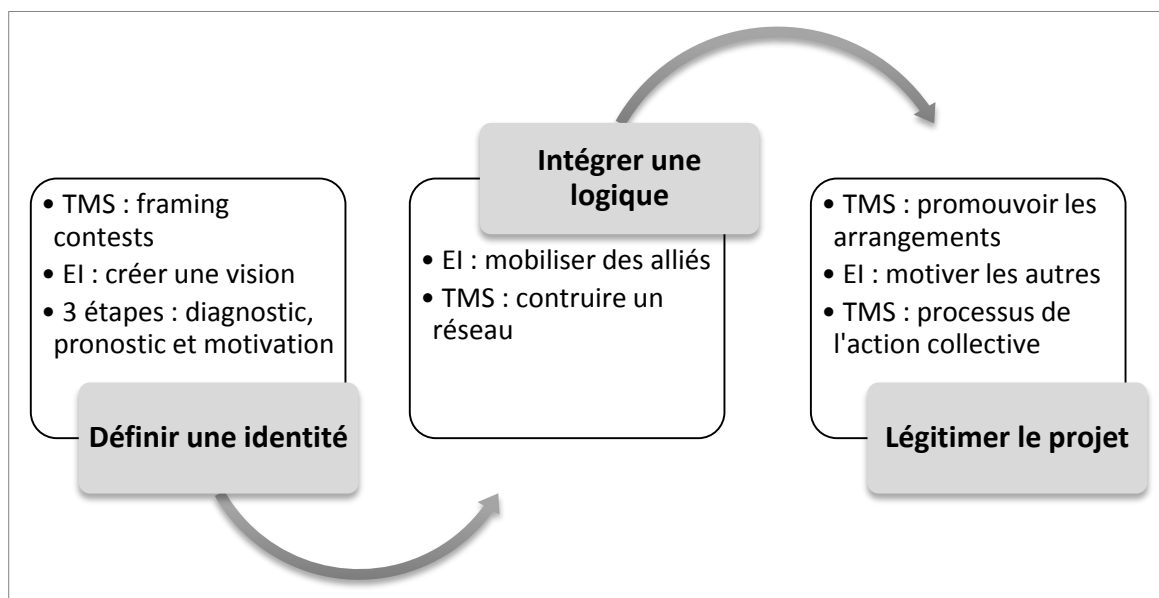 • TMS : framing
contests
• EI : créer une vision
• 3 étapes : diagnostic,
pronostic et motivation
Définir une identité
Intégrer une
logique
• EI : mobiliser des alliés
• TMS : contruire un
réseau
• TMS : promouvoir les
arrangements
• EI : motiver les autres
• TMS : processus de
l'action collective
Légitimer le projet